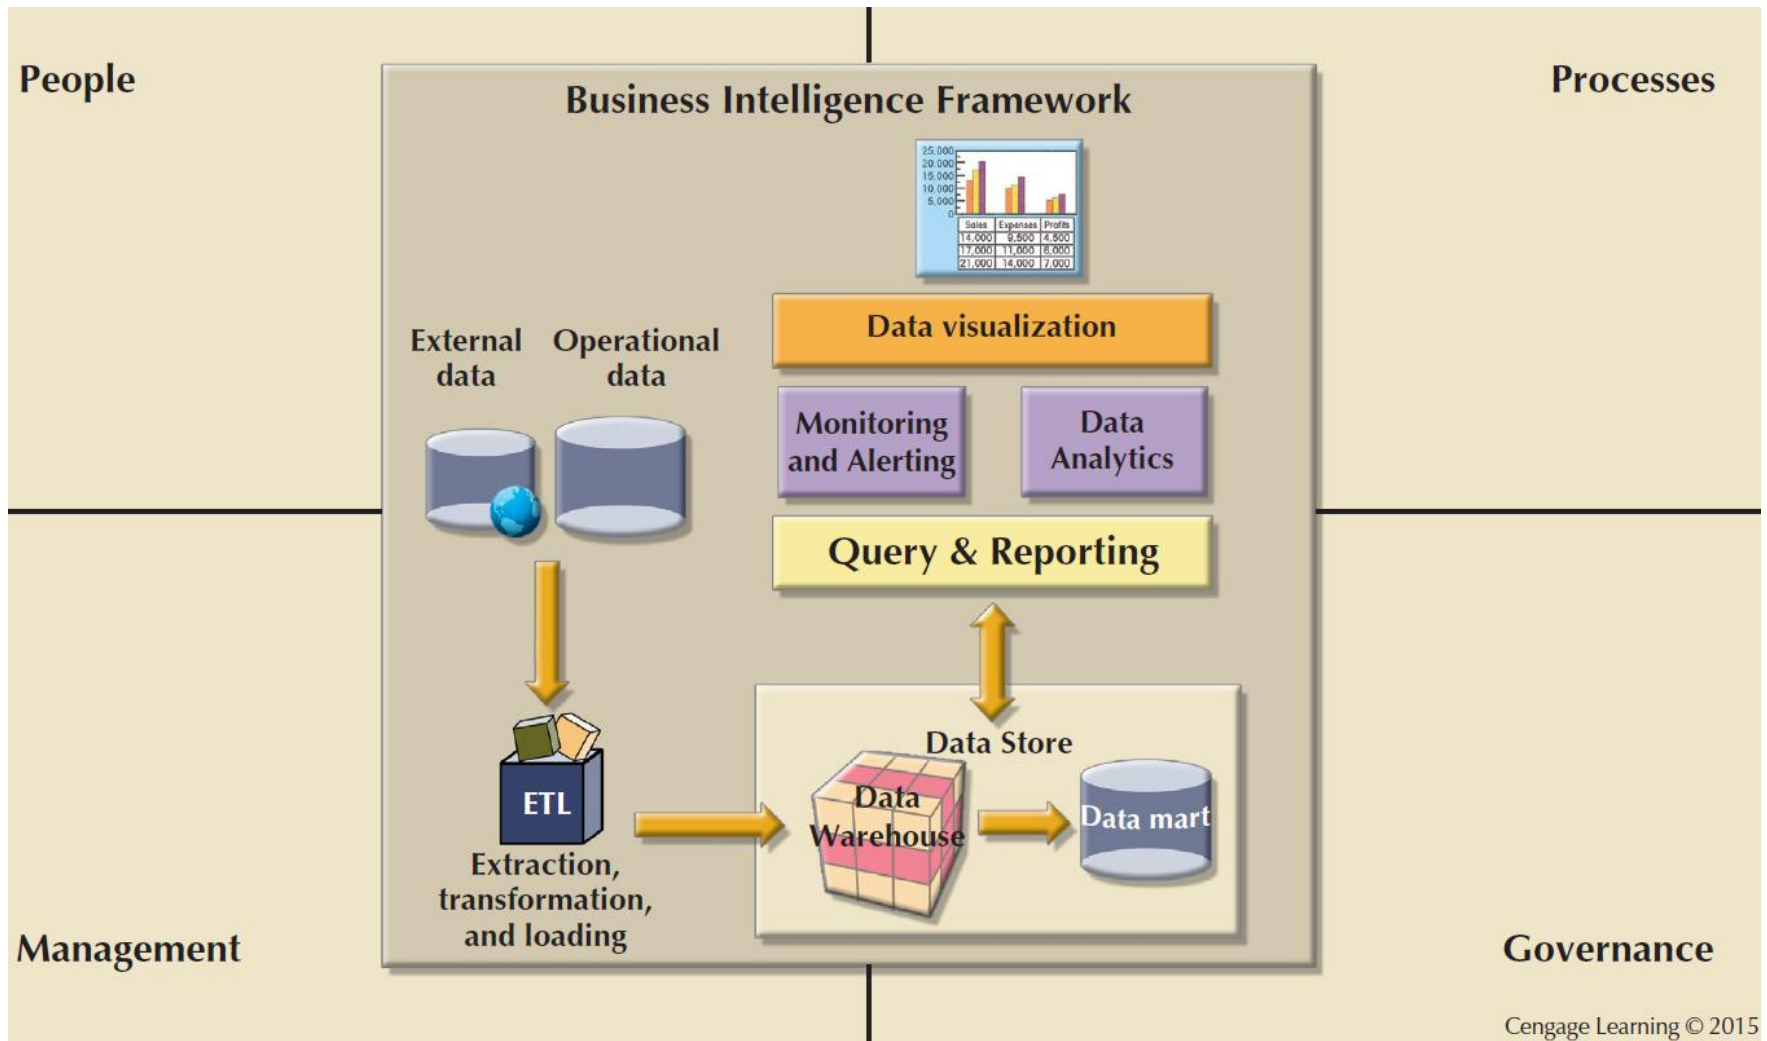 People
Processes
Business Intelligence Framework
25,000
20,000
15,000
10,000
5,000
0
Sales Expenses Profits
14,000 9,500 4,500
17,000 11,000 6,000
21,000 14,000 7,000
Data visualization
External
data
Operational
data
Monitoring
and Alerting
Data
Analytics
Query & Reporting
Data Store
Data
Warehouse
Data mart
ETL
Extraction,
transformation,
and loading
Management
Governance
Cengage Learning © 2015